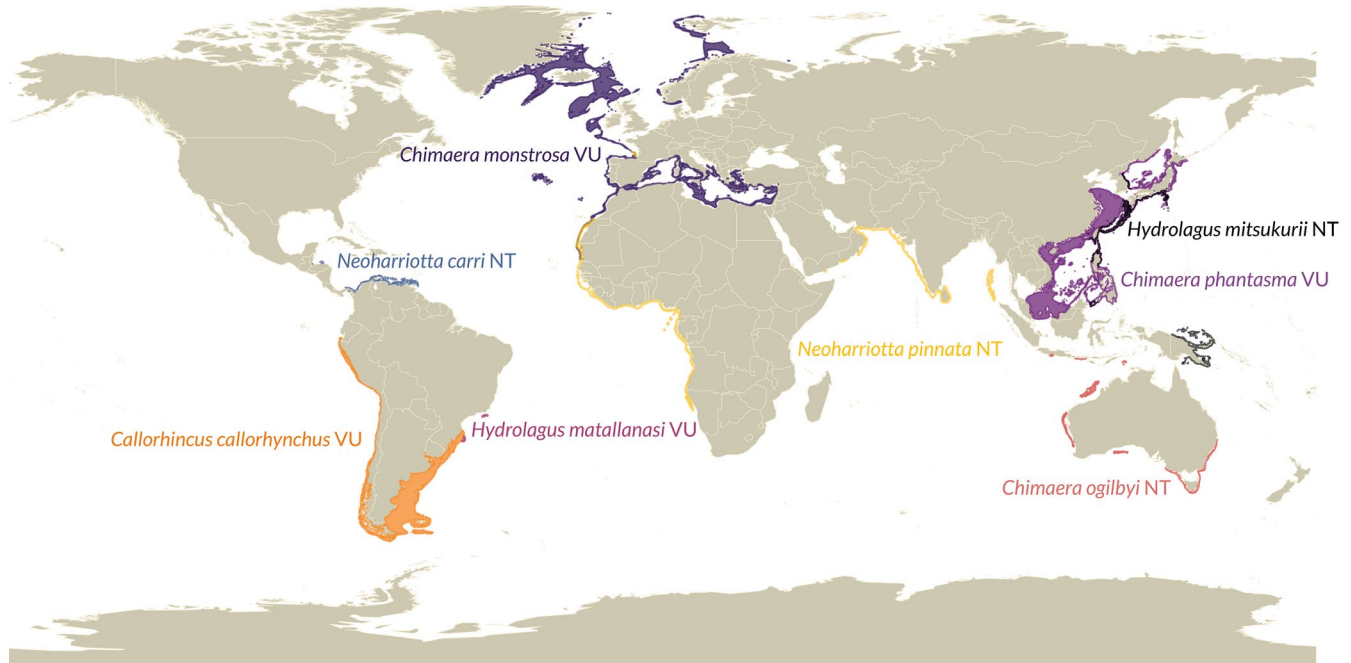 Chimaera monstrosa VU
Hydrolagus mitsukurii NT
Neoharriotta carri NT
Chimaera phantasma VU
Neoharriotta pinnata NT
Callorhincus callorhynchus VU
Hydrolagus matallanasi VU
Chimaera ogilbyi NT